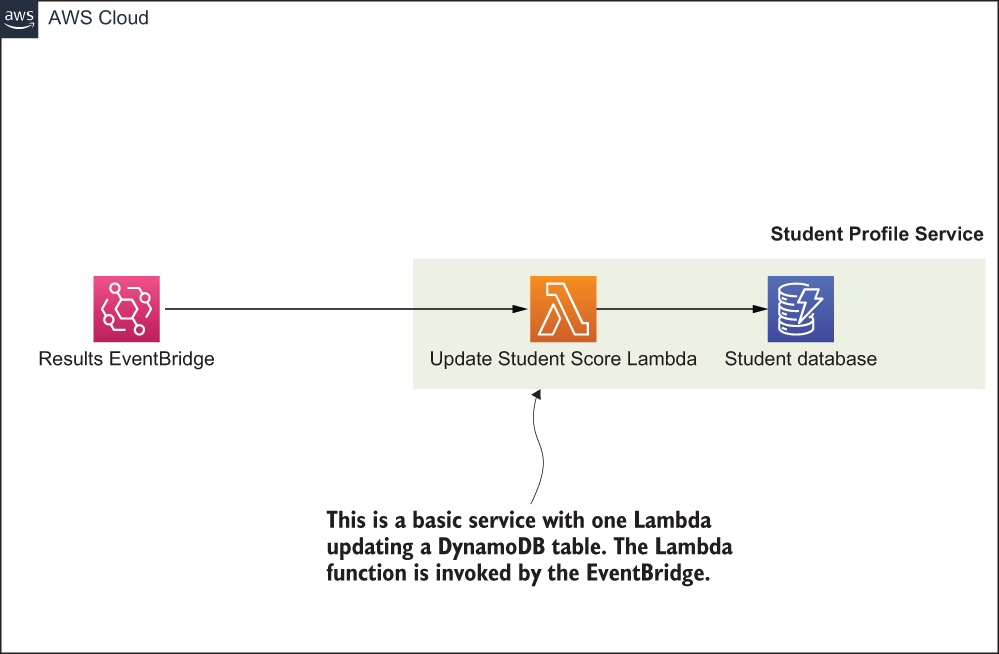 aws
AWS Cloud
Student Profile Service
Results EventBridge
Update Student Score Lambda
Student database
This is a basic service with one Lambda
updating a DynamoDB table. The Lambda
function is invoked by the EventBridge.